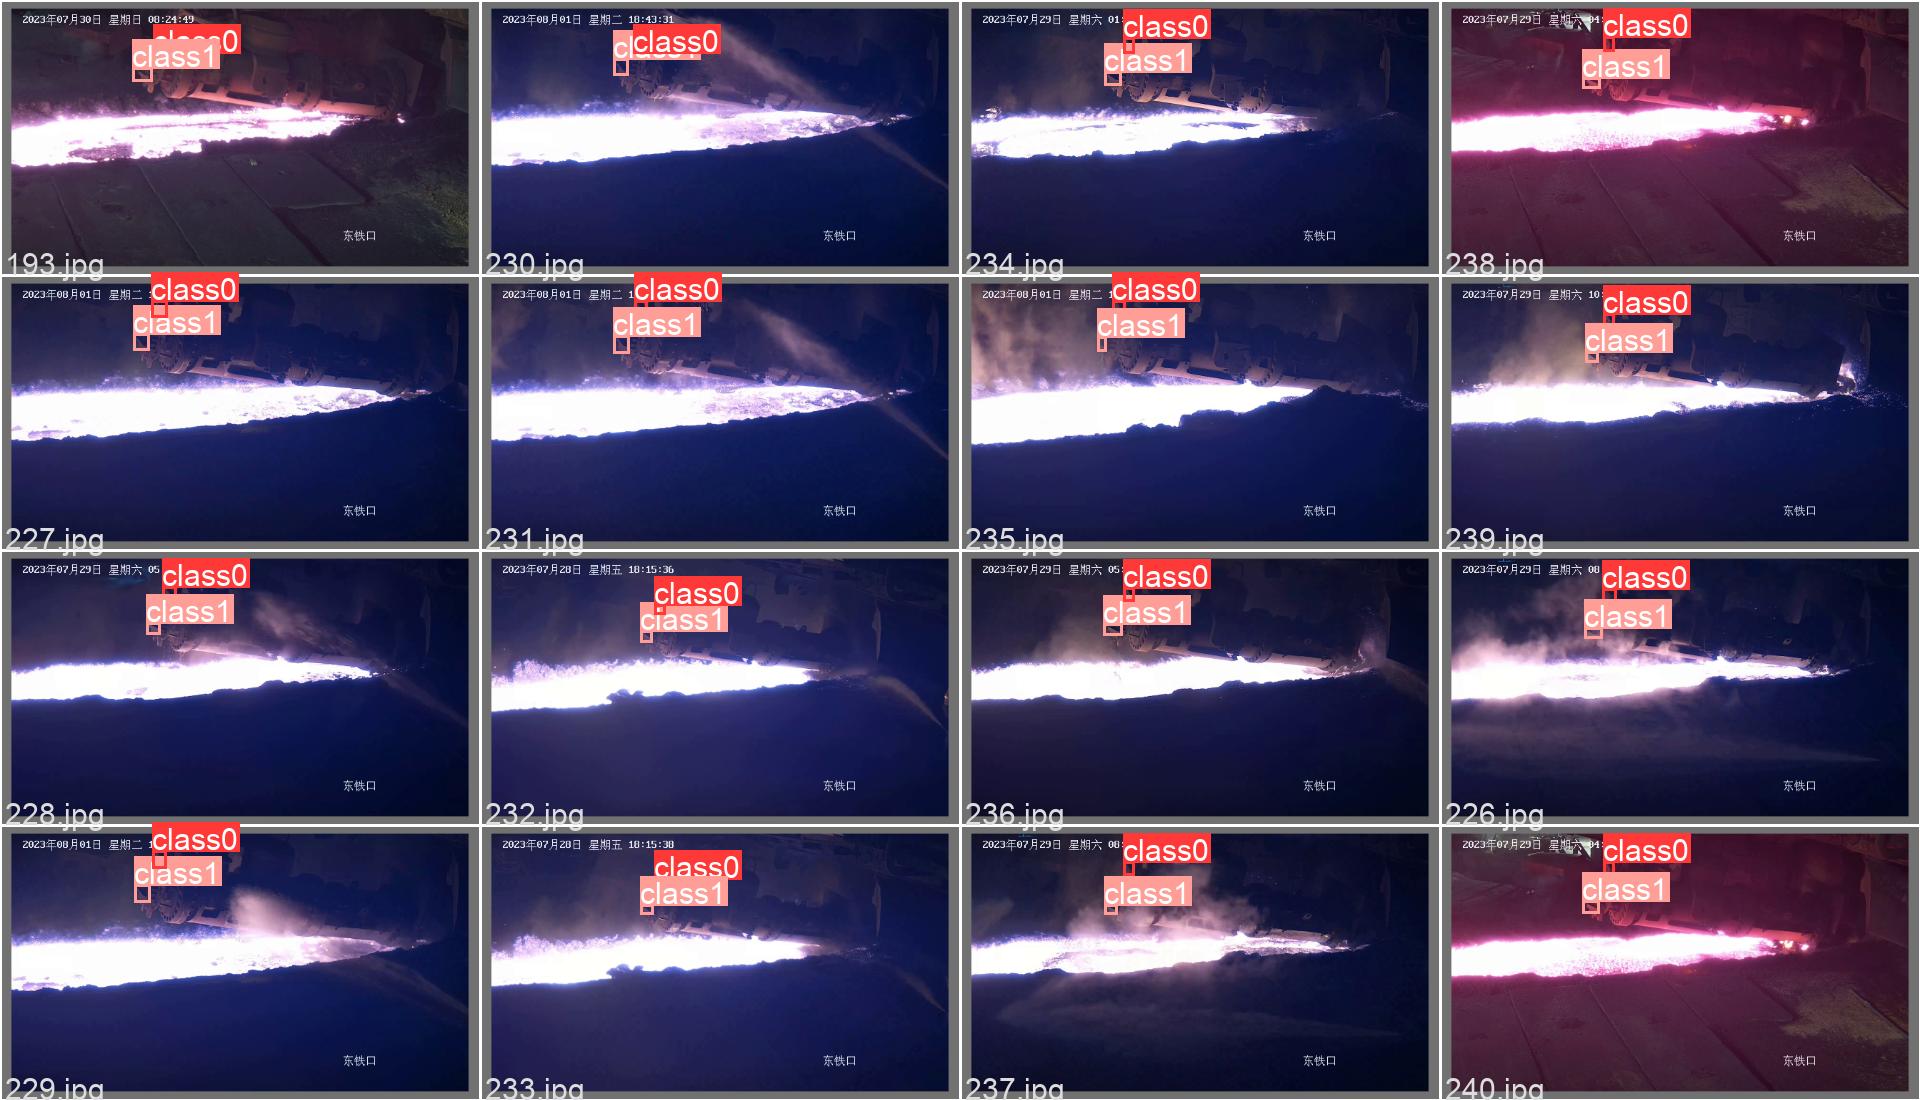 2023年07月30日 星期日 08:24:49
class0
class1
东铁口
193.jpg
2023年08月01日 星期二 18:43:31
class0
东铁口
230.jpg
2023年07月29日 星期六 01:
class0
class1
东铁口
234.jpg
2023年07月29日 星期六 04:
class0
class1
东铁口
238.jpg
2023年08月01日 星期二 1
class0
class1
东铁口
227.jpg
2023年08月01日 星期二 1
class0
class1
东铁口
231.jpg
2023年08月01日 星期二 1
class0
class1
东铁口
235.jpg
2023年07月29日 星期六 10:
class0
class1
东铁口
239.jpg
2023年07月29日 星期六 05
class0
class1
东铁口
228.jpg
2023年07月28日 星期五 18:15:36
class0
class1
东铁口
232.jpg
2023年07月29日 星期六 05:
class0
class1
东铁口
236.jpg
2023年07月29日 星期六 08
class0
class1
东铁口
226.jpg
2023年08月01日 星期二 1
class0
class1
东铁口
229.jpg
2023年07月28日 星期五 18:15:38
class0
class1
东铁口
233.jpg
2023年07月29日 星期六 08:
class0
class1
东铁口
237.jpg
2023年07月29日 星期六 04:
class0
class1
东铁口
240.jpg